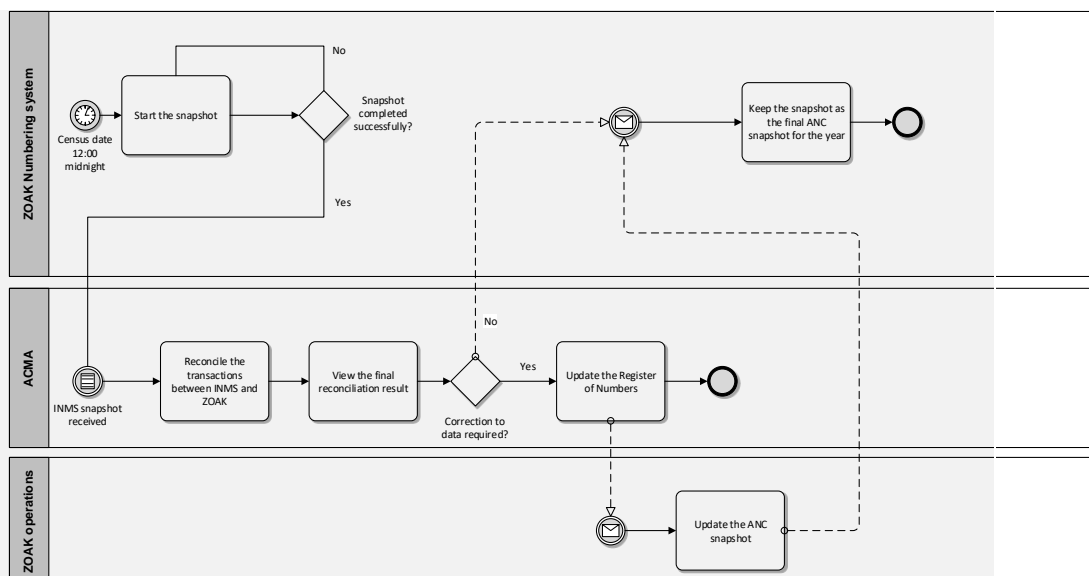 ZOAK Numbering system
No
Start the snapshot
Snapshot
completed
successfully?
Census date
12:00
midnight
Yes
Keep the snapshot as
the final ANC
snapshot for the year
ACMA
No
Reconcile the
transactions
between INMS and
ZOAK
View the final
reconciliation result
Yes
Update the Register
of Numbers
INMS snapshot
received
Correction to
data required?
ZOAK operations
Update the ANC
snapshot